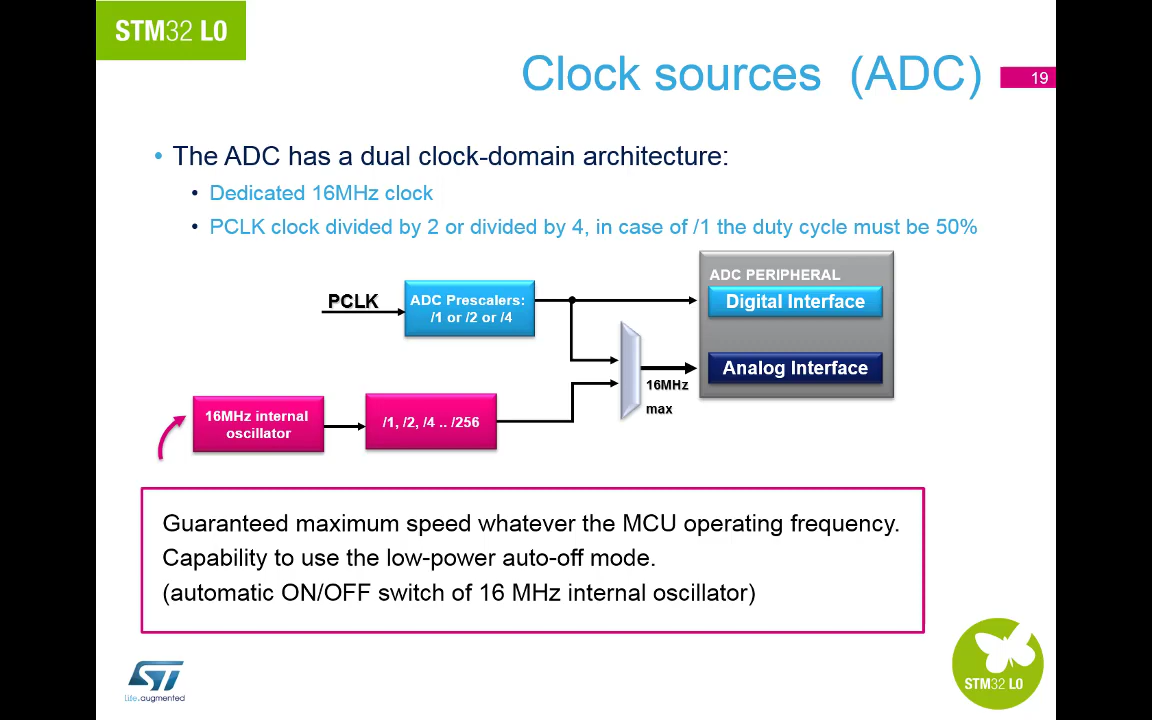 STM32 L0
Clock sources (ADC)
19
• The ADC has a dual clock-domain architecture:
• Dedicated 16MHz clock
• PCLK clock divided by 2 or divided by 4, in case of /1 the duty cycle must be 50%
ADC PERIPHERAL
PCLK
ADC Prescalers:
/1 or /2 or /4
Digital Interface
Analog Interface
16MHz
max
16MHz internal
oscillator
/1, /2, /4 .. /256
Guaranteed maximum speed whatever the MCU operating frequency.
Capability to use the low-power auto-off mode.
(automatic ON/OFF switch of 16 MHz internal oscillator)
ST
life.augmented
STM32 L0